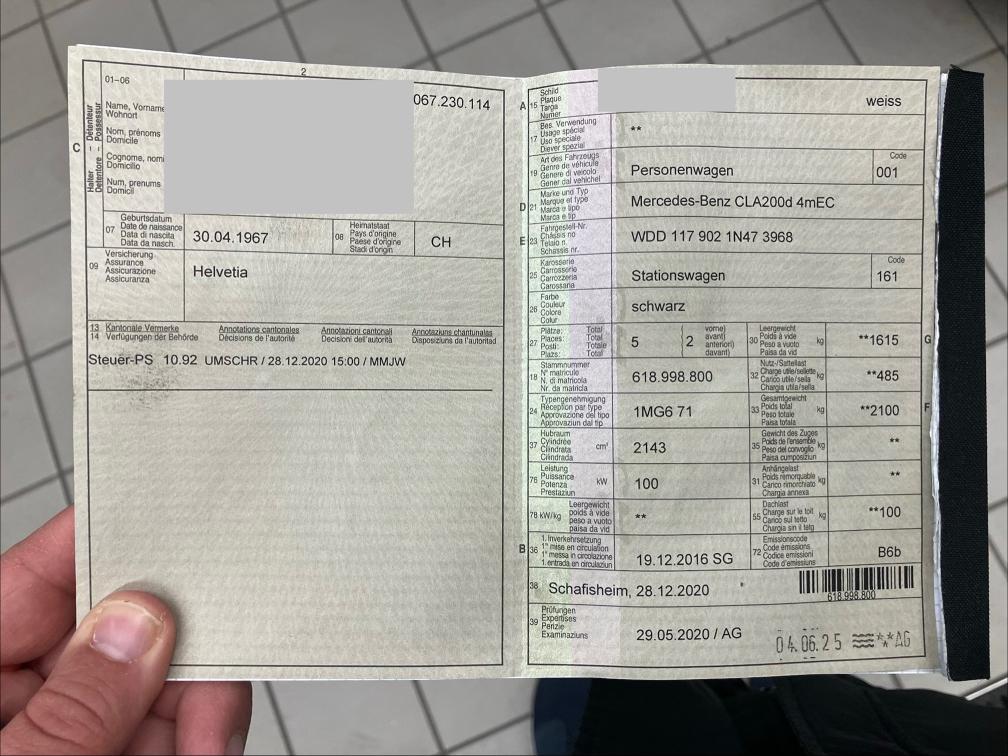 2
01–06
Name, Vorname
Wohnort
Nom, prénoms
Domicile
Cognome, nomi
Domicilio
Num, prenums
Domicil
C
Halter – Détenteur
Detentore – Possessur
067.230.114
07
Geburtsdatum
Date de naissance
Data di nascita
Data da nasch.
30.04.1967
08
Heimatstaat
Pays d'origine
Paese d'origine
Stadi d'origin
CH
09
Versicherung
Assurance
Assicurazione
Assicuranza
Helvetia
13 Kantonale Vermerke
14 Verfügungen der Behörde
Annotations cantonales
Décisions de l'autorité
Annotazioni cantonali
Decisioni dell'autorità
Annotaziuns chantunalas
Disposiziuns da l'autoritad
Steuer-PS 10.92 UMSCHR / 28.12.2020 15:00 / MMJW
A 15
Schild
Plaque
Targa
Numer
weiss
17
Bes. Verwendung
Usage spécial
Uso speciale
Diever spezial
**
19
Art des Fahrzeugs
Genre de véhicule
Genere di veicolo
Gener dal vehichel
Personenwagen
Code
001
D 21
Marke und Typ
Marque et type
Marca e tipo
Marca e tip
Mercedes-Benz CLA200d 4mEC
E 23
Fahrgestell-Nr.
Châssis no
Telaio n.
Schassis nr.
WDD 117 902 1N47 3968
25
Karosserie
Carrosserie
Carrozzeria
Carossaria
Stationswagen
Code
161
26
Farbe
Couleur
Colore
Colur
schwarz
27
Plätze: Total
Places: Total
Posti: Totale
Plazs: Total
5
2
vorne)
avant)
anteriori)
davant)
30
Leergewicht
Poids à vide
Peso a vuoto
Paisa da vid
kg
**1615
G
18
Stammnummer
N° matricule
N. di matricola
Nr. da matricla
618.998.800
32
Nutz-/Sattellast
Charge utile/sellette
Carico utile/sella
Chargia utila/sella
kg
**485
24
Typengenehmigung
Réception par type
Approvazione del tipo
Approvaziun dal tip
1MG6 71
33
Gesamtgewicht
Poids total
Peso totale
Paisa totala
kg
**2100
F
37
Hubraum
Cylindrée
Cilindrata
Cilindrada
cm³
2143
35
Gewicht des Zuges
Poids de l'ensemble
Peso del convoglio
Paisa cumposiziun
kg
**
76
Leistung
Puissance
Potenza
Prestaziun
kW
100
31
Anhängelast
Poids remorquable
Carico rimorchiato
Chargia annexa
kg
**
78 kW/kg
Leergewicht
poids à vide
peso a vuoto
paisa da vid
**
55
Dachlast
Charge sur le toit
Carico sul tetto
Chargia sin il tetg
kg
**100
B 36
1. Inverkehrsetzung
1re mise en circulation
1a messa in circolazione
1. entrada en circulaziun
19.12.2016 SG
72
Emissionscode
Code émissions
Codice emissioni
Code d'emissiuns
B6b
38
Schafisheim, 28.12.2020
618.998.800
39
Prüfungen
Expertises
Perizie
Examinaziuns
29.05.2020 / AG
04.06.25 **AG